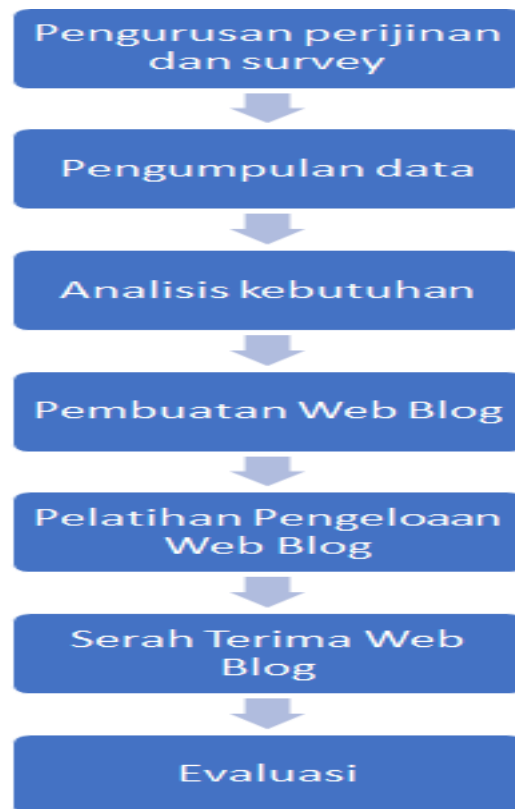 Pengurusan perijinan
dan survey
Pengumpulan data
Analisis kebutuhan
Pembuatan Web Blog
Pelatihan Pengeloaan
Web Blog
Serah Terima Web
Blog
Evaluasi